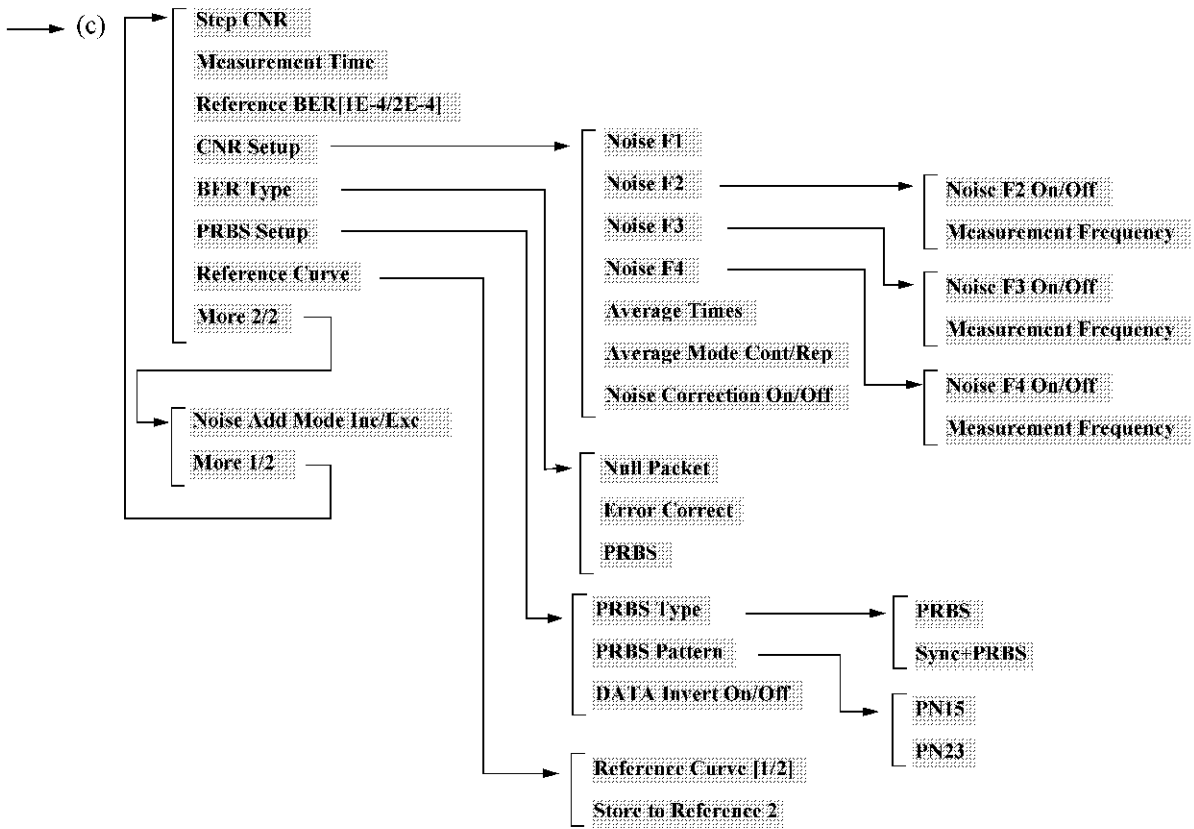 (c)
Step CNR
Measurement Time
Reference BER[1E-4/2E-4]
CNR Setup
BER Type
PRBS Setup
Reference Curve
More 2/2
Noise Add Mode Inc/Exc
More 1/2
Noise F1
Noise F2
Noise F3
Noise F4
Average Times
Average Mode Cont/Rep
Noise Correction On/Off
Noise F2 On/Off
Measurement Frequency
Noise F3 On/Off
Measurement Frequency
Noise F4 On/Off
Measurement Frequency
Null Packet
Error Correct
PRBS
PRBS Type
PRBS Pattern
DATA Invert On/Off
PRBS
Sync+PRBS
PN15
PN23
Reference Curve [1/2]
Store to Reference 2